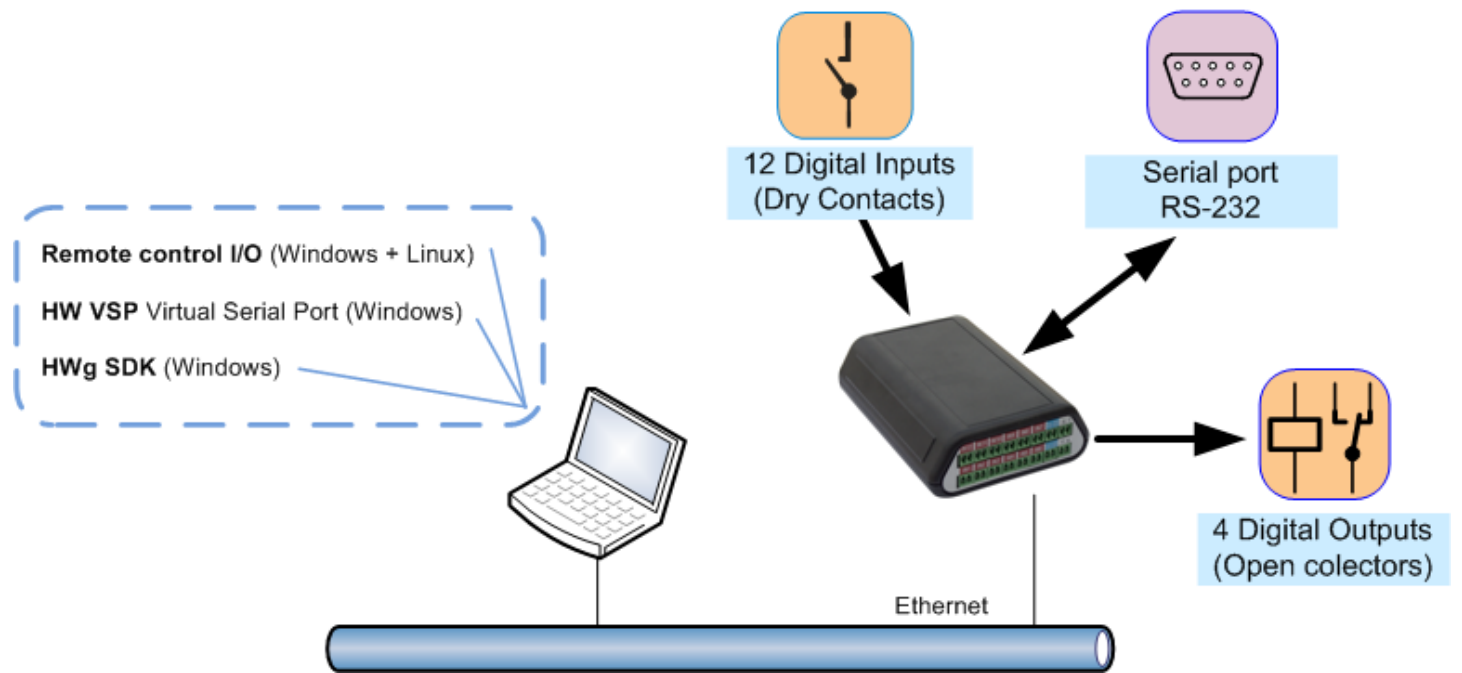 12 Digital Inputs
(Dry Contacts)
Serial port
RS-232
Remote control I/O (Windows + Linux)
HW VSP Virtual Serial Port (Windows)
HWg SDK (Windows)
4 Digital Outputs
(Open colectors)
Ethernet